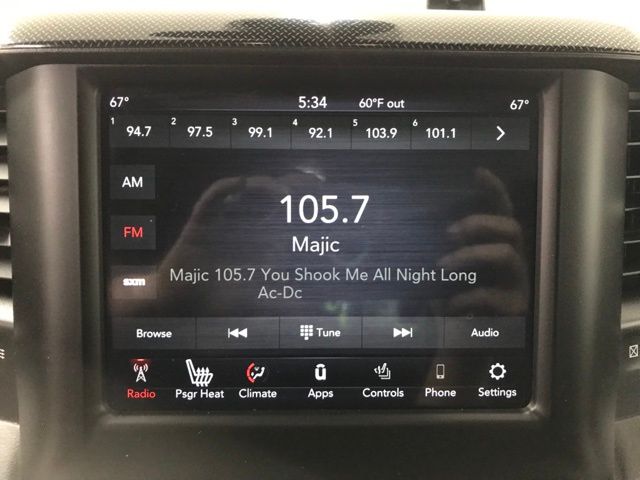 67° 5:34 60°F out 67°
1 94.7 2 97.5 3 99.1 4 92.1 5 103.9 6 101.1
AM
105.7
FM
Majic
sxm
Majic 105.7 You Shook Me All Night Long
Ac-Dc
Browse Tune Audio
Radio Psgr Heat Climate Apps Controls Phone Settings